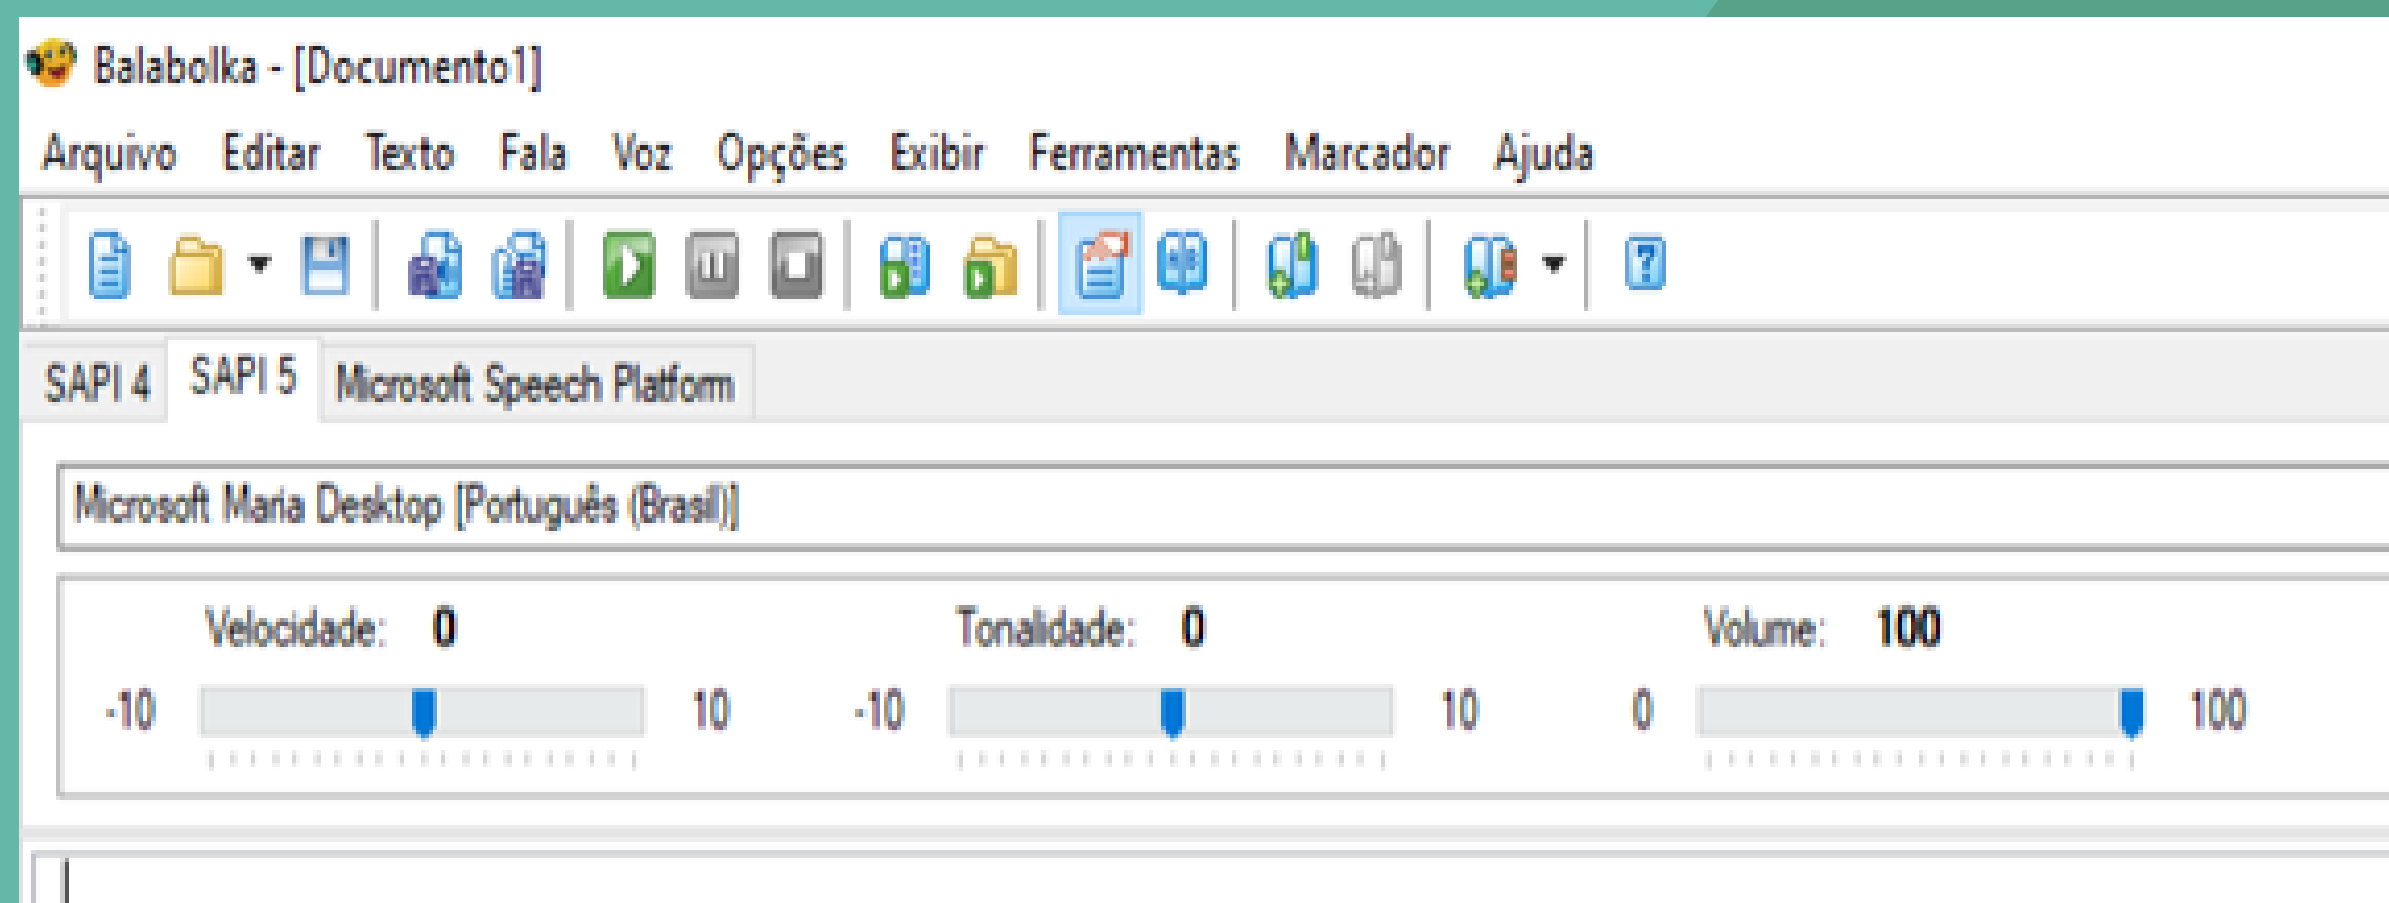 Balabolka - [Documento1]
Arquivo Editar Texto Fala Voz Opções Exibir Ferramentas Marcador Ajuda
SAPI 4 SAPI 5 Microsoft Speech Platform
Microsoft Maria Desktop [Português (Brasil)]
Velocidade: 0 Tonalidade: 0 Volume: 100
-10 10 -10 10 0 100